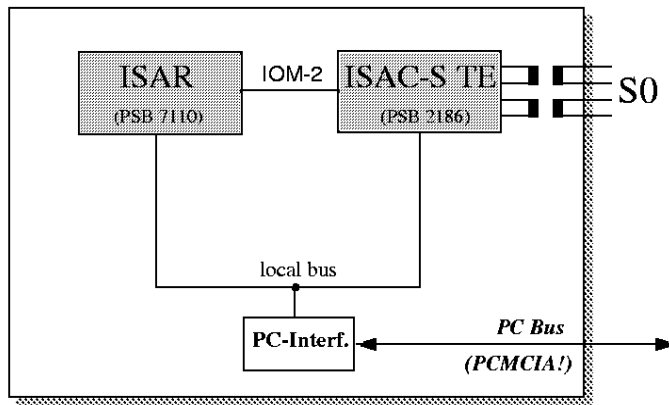 ISAR
(PSB 7110)
IOM-2
ISAC-S TE
(PSB 2186)
S0
local bus
PC-Interf.
PC Bus
(PCMCIA!)